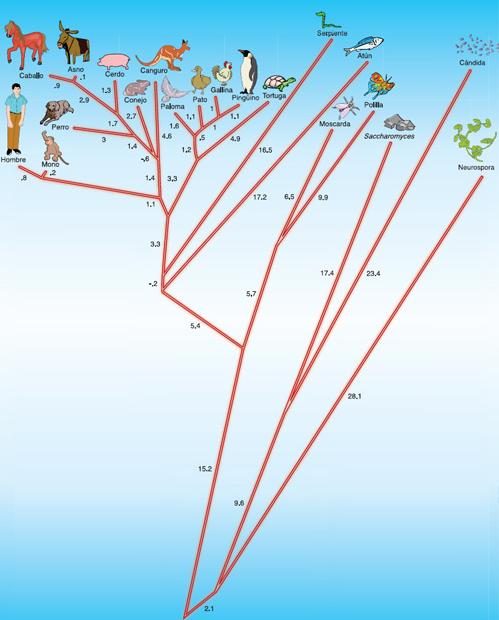 Serpiente
Atún
Cándida
Asno
Caballo
Cerdo
Canguro
Conejo
Paloma
Pato
Gallina
Pingüino
Tortuga
Moscarda
Polilla
Saccharomyces
Neurospora
Perro
Hombre
Mono
.9
.1
2.9
1.3
2.7
1.7
3
1.4
-.6
4.6
1.6
1.1
.5
1
1.1
1.2
4.9
16.5
.8
.2
1.4
3.3
1.1
17.2
6.5
9.9
3.3
-.2
17.4
23.4
5.7
5.4
28.1
15.2
9.6
2.1